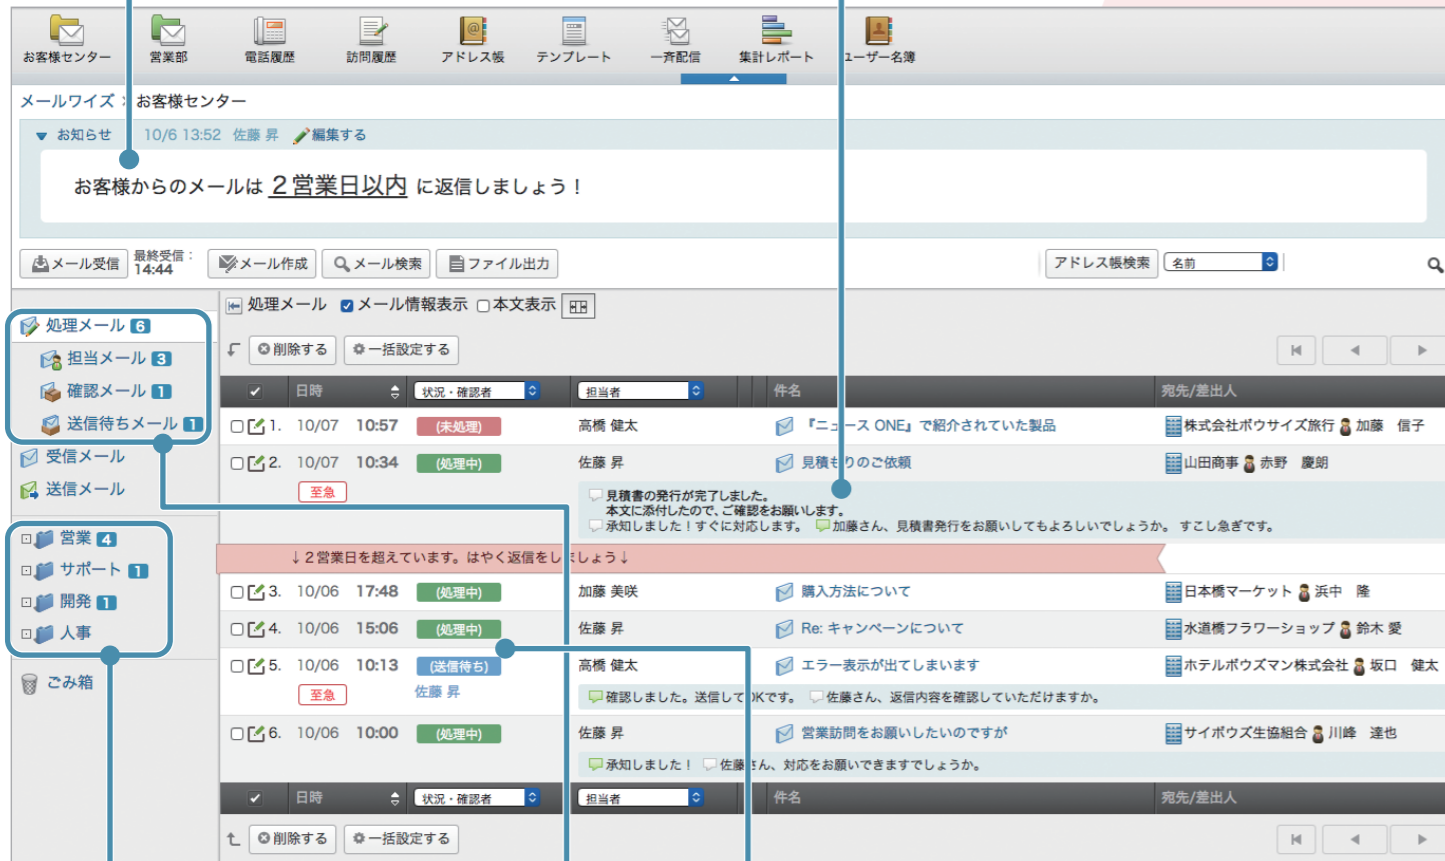 お客様センター 営業部 電話履歴 訪問履歴 アドレス帳 テンプレート 一斉配信 集計レポート ユーザー名簿
メールワイズ › お客様センター
お知らせ 10/6 13:52 佐藤 昇 編集する
お客様からのメールは 2営業日以内 に返信しましょう！
メール受信 最終受信： メール作成 メール検索 ファイル出力 アドレス帳検索 名前
14:44
処理メール メール情報表示 本文表示
処理メール 6
担当メール 3
確認メール 1
送信待ちメール 1
受信メール
送信メール
営業 4
サポート 1
開発 1
人事
ごみ箱
削除する 一括設定する
日時 状況・確認者 担当者 件名 宛先/差出人
1. 10/07 10:57 (未処理) 高橋 健太 『ニュース ONE』で紹介されていた製品 株式会社ボウサイズ旅行 加藤 信子
2. 10/07 10:34 (処理中) 佐藤 昇 見積もりのご依頼 山田商事 赤野 慶朗
至急 見積書の発行が完了しました。
本文に添付したので、ご確認をお願いします。
承知しました！すぐに対応します。 加藤さん、見積書発行をお願いしてもよろしいでしょうか。 すこし急ぎです。
↓２営業日を超えています。はやく返信をしましょう↓
3. 10/06 17:48 (処理中) 加藤 美咲 購入方法について 日本橋マーケット 浜中 隆
4. 10/06 15:06 (処理中) 佐藤 昇 Re: キャンペーンについて 水道橋フラワーショップ 鈴木 愛
5. 10/06 10:13 (送信待ち) 高橋 健太 エラー表示が出てしまいます ホテルボウズマン株式会社 坂口 健太
至急 佐藤 昇 確認しました。送信してOKです。 佐藤さん、返信内容を確認していただけますか。
6. 10/06 10:00 (処理中) 佐藤 昇 営業訪問をお願いしたいのですが サイボウズ生協組合 川峰 達也
承知しました！ 佐藤さん、対応をお願いできますでしょうか。
日時 状況・確認者 担当者 件名 宛先/差出人
削除する 一括設定する